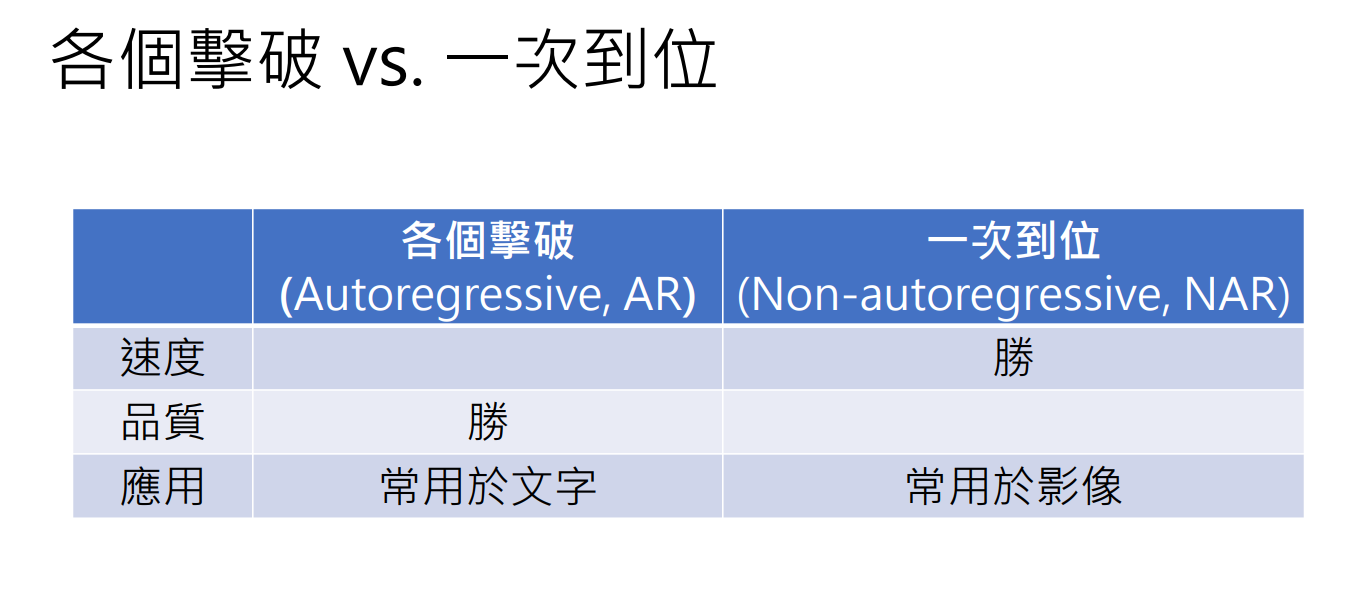 各個擊破 vs. 一次到位
各個擊破
(Autoregressive, AR)
一次到位
(Non-autoregressive, NAR)
速度
勝
品質
勝
應用
常用於文字
常用於影像